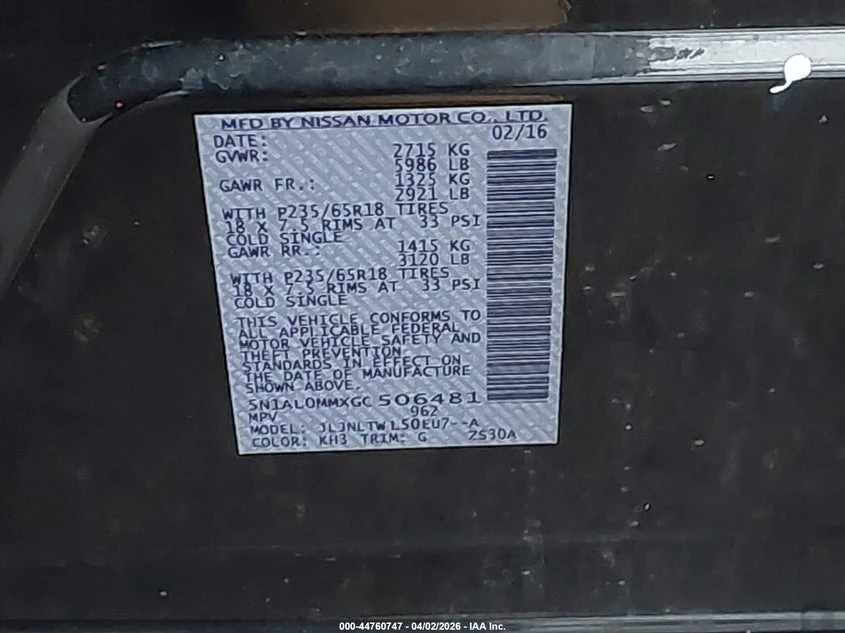 MFD BY NISSAN MOTOR CO., LTD.
DATE: 02/16
GVWR: 2715 KG
5986 LB
GAWR FR.: 1325 KG
2921 LB
WITH P235/65R18 TIRES
18 X 7.5 RIMS AT 33 PSI
COLD SINGLE
GAWR RR.: 1415 KG
3120 LB
WITH P235/65R18 TIRES
18 X 7.5 RIMS AT 33 PSI
COLD SINGLE
THIS VEHICLE CONFORMS TO
ALL APPLICABLE FEDERAL
MOTOR VEHICLE SAFETY AND
THEFT PREVENTION
STANDARDS IN EFFECT ON
THE DATE OF MANUFACTURE
SHOWN ABOVE.
5N1AL0MMXGC506481
MPV 962
MODEL: JLJNLTWL50EU7--A
COLOR: KH3 TRIM: G 2S30A
000-44760747 - 04/02/2026 - IAA Inc.